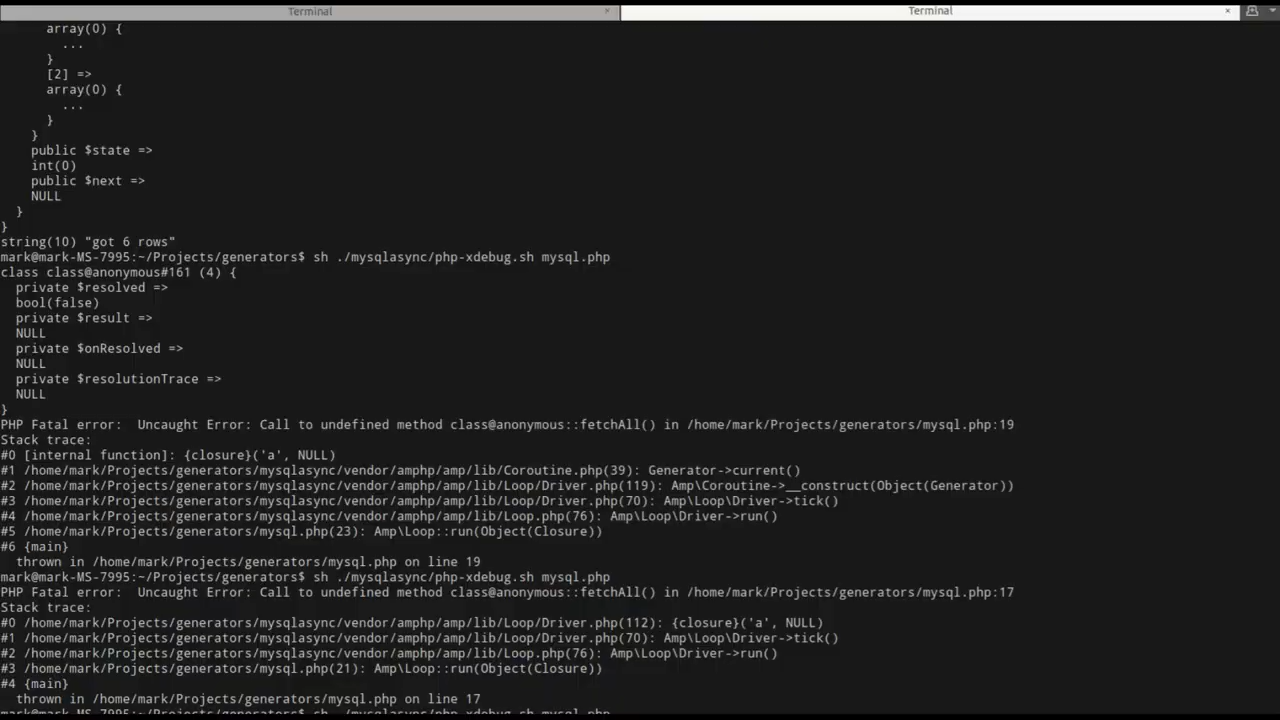 Terminal
Terminal
array(0) {
...
}
[2] =>
array(0) {
...
}
}
public $state =>
int(0)
public $next =>
NULL
}
}
string(10) "got 6 rows"
mark@mark-MS-7995:~/Projects/generators$ sh ./mysqlasync/php-xdebug.sh mysql.php
class class@anonymous#161 (4) {
private $resolved =>
bool(false)
private $result =>
NULL
private $onResolved =>
NULL
private $resolutionTrace =>
NULL
}
PHP Fatal error:  Uncaught Error: Call to undefined method class@anonymous::fetchAll() in /home/mark/Projects/generators/mysql.php:19
Stack trace:
#0 [internal function]: {closure}('a', NULL)
#1 /home/mark/Projects/generators/mysqlasync/vendor/amphp/amp/lib/Coroutine.php(39): Generator->current()
#2 /home/mark/Projects/generators/mysqlasync/vendor/amphp/amp/lib/Loop/Driver.php(119): Amp\Coroutine->__construct(Object(Generator))
#3 /home/mark/Projects/generators/mysqlasync/vendor/amphp/amp/lib/Loop/Driver.php(70): Amp\Loop\Driver->tick()
#4 /home/mark/Projects/generators/mysqlasync/vendor/amphp/amp/lib/Loop.php(76): Amp\Loop\Driver->run()
#5 /home/mark/Projects/generators/mysql.php(23): Amp\Loop::run(Object(Closure))
#6 {main}
thrown in /home/mark/Projects/generators/mysql.php on line 19
mark@mark-MS-7995:~/Projects/generators$ sh ./mysqlasync/php-xdebug.sh mysql.php
PHP Fatal error:  Uncaught Error: Call to undefined method class@anonymous::fetchAll() in /home/mark/Projects/generators/mysql.php:17
Stack trace:
#0 /home/mark/Projects/generators/mysqlasync/vendor/amphp/amp/lib/Loop/Driver.php(112): {closure}('a', NULL)
#1 /home/mark/Projects/generators/mysqlasync/vendor/amphp/amp/lib/Loop/Driver.php(70): Amp\Loop\Driver->tick()
#2 /home/mark/Projects/generators/mysqlasync/vendor/amphp/amp/lib/Loop.php(76): Amp\Loop\Driver->run()
#3 /home/mark/Projects/generators/mysql.php(21): Amp\Loop::run(Object(Closure))
#4 {main}
thrown in /home/mark/Projects/generators/mysql.php on line 17
mark@mark-MS-7995:~/Projects/generators$ sh ./mysqlasync/php-xdebug.sh mysql.php